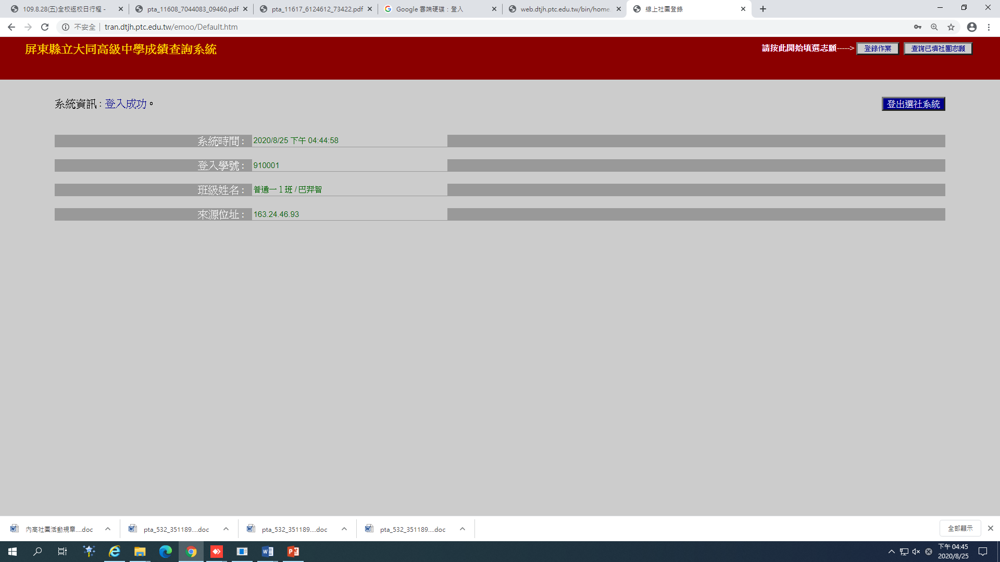 109.8.28(五)全校返校日行程 -
pta_11608_7044083_09460.pdf
pta_11617_6124612_73422.pdf
Google 雲端硬碟：登入
web.dtjh.ptc.edu.tw/bin/home.
線上社團登錄
不安全
tran.dtjh.ptc.edu.tw/emoo/Default.htm
屏東縣立大同高級中學成績查詢系統
請按此開始填選志願----->
登錄作業
查詢已填社團志願
系統資訊 : 登入成功。
登出選社系統
系統時間 : 2020/8/25 下午 04:44:58
登入學號 : 910001
班級姓名 : 普通一 1 班 / 巴羿智
來源位址 : 163.24.46.93
內高社團活動規章....doc
pta_532_351189....doc
pta_532_351189....doc
pta_532_351189....doc
全部顯示
下午 04:45
2020/8/25